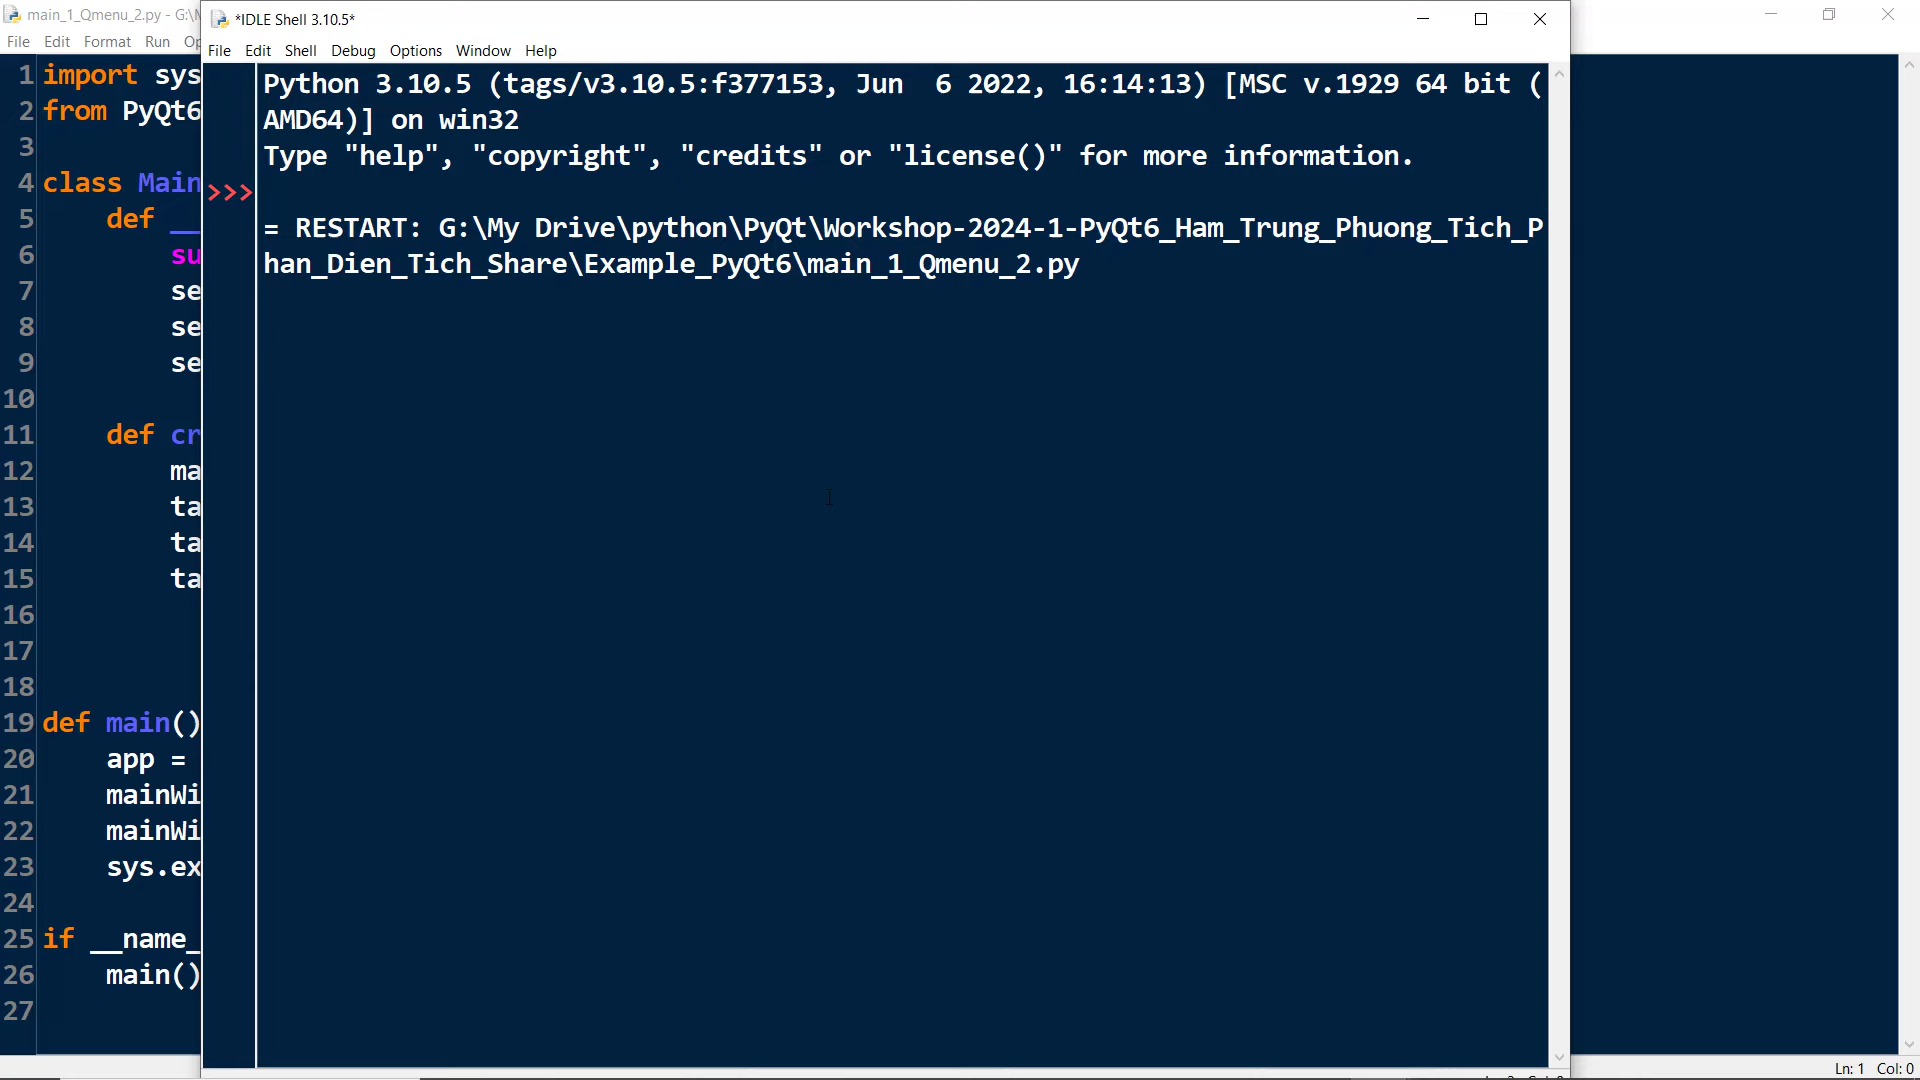 main_1_Qmenu_2.py - G:\M
File Edit Format Run Op
*IDLE Shell 3.10.5*
File Edit Shell Debug Options Window Help
1 import sys
2 from PyQt6
3
4 class Main
5 def __
6 su
7 se
8 se
9 se
10
11 def cr
12 ma
13 ta
14 ta
15 ta
16
17
18
19 def main()
20 app =
21 mainWi
22 mainWi
23 sys.ex
24
25 if __name_
26 main()
27
Python 3.10.5 (tags/v3.10.5:f377153, Jun  6 2022, 16:14:13) [MSC v.1929 64 bit (
AMD64)] on win32
Type "help", "copyright", "credits" or "license()" for more information.
>>>
= RESTART: G:\My Drive\python\PyQt\Workshop-2024-1-PyQt6_Ham_Trung_Phuong_Tich_P
han_Dien_Tich_Share\Example_PyQt6\main_1_Qmenu_2.py
Ln: 1 Col: 0